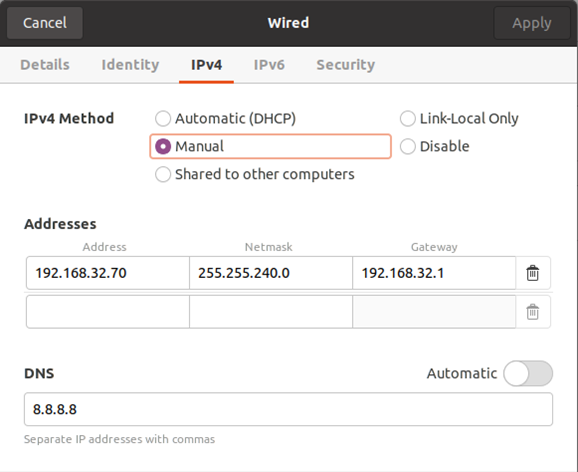 Cancel Wired Apply
Details Identity IPv4 IPv6 Security
IPv4 Method Automatic (DHCP) Link-Local Only
Manual Disable
Shared to other computers
Addresses
Address Netmask Gateway
192.168.32.70 255.255.240.0 192.168.32.1
DNS Automatic
8.8.8.8
Separate IP addresses with commas